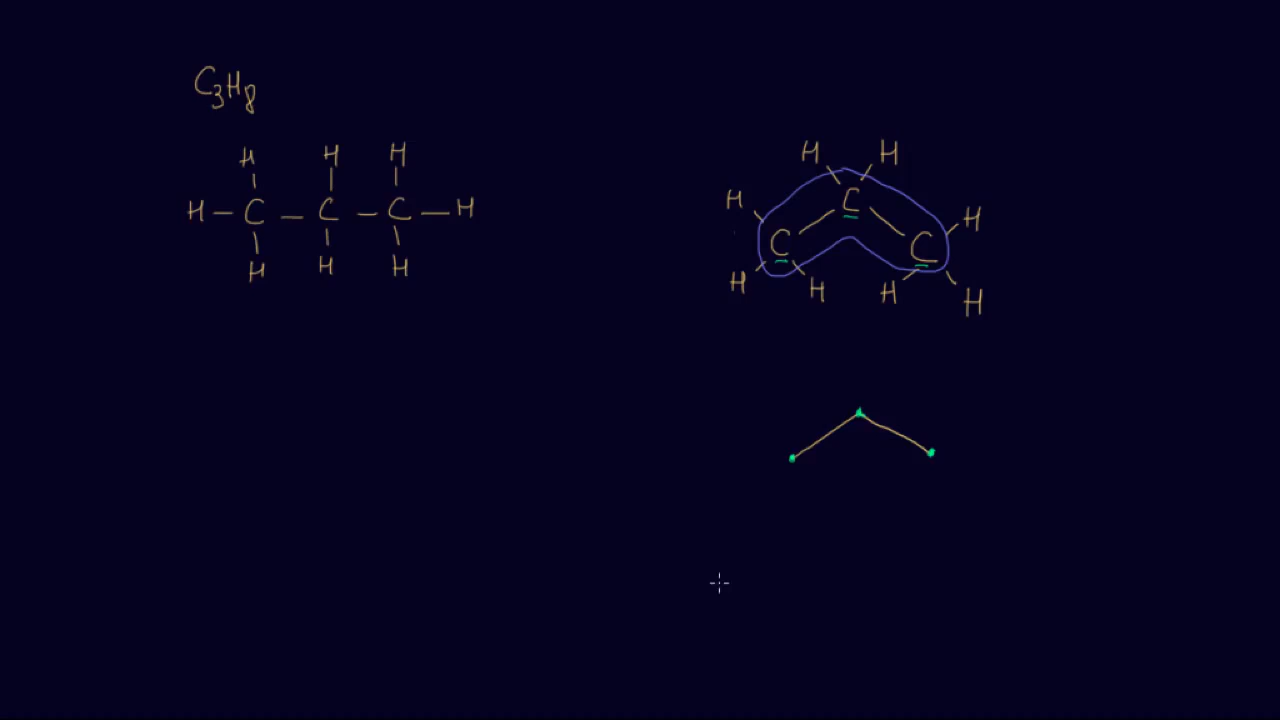 C₃H₈
H H H
H – C – C – C – H
H H H
H H
H C H
C C
H H H H